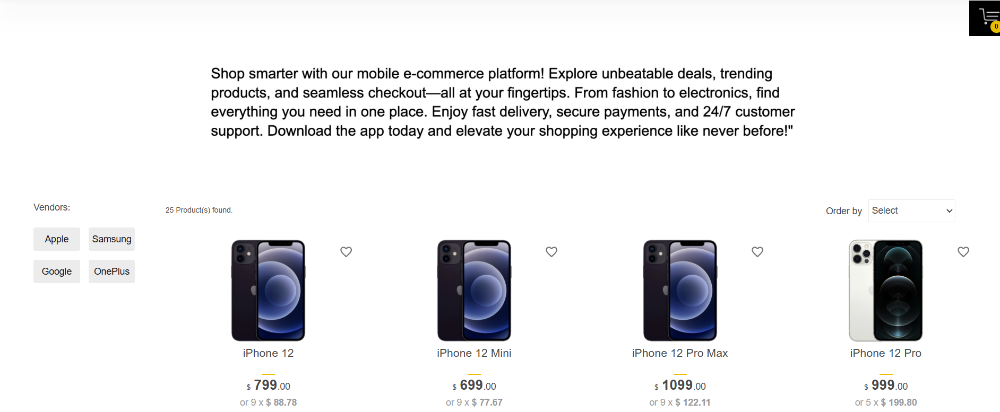 0
Shop smarter with our mobile e-commerce platform! Explore unbeatable deals, trending
products, and seamless checkout—all at your fingertips. From fashion to electronics, find
everything you need in one place. Enjoy fast delivery, secure payments, and 24/7 customer
support. Download the app today and elevate your shopping experience like never before!"
Vendors:
Apple Samsung
Google OnePlus
25 Product(s) found.
Order by Select
iPhone 12
$ 799.00
or 9 x $ 88.78
iPhone 12 Mini
$ 699.00
or 9 x $ 77.67
iPhone 12 Pro Max
$ 1099.00
or 9 x $ 122.11
iPhone 12 Pro
$ 999.00
or 5 x $ 199.80